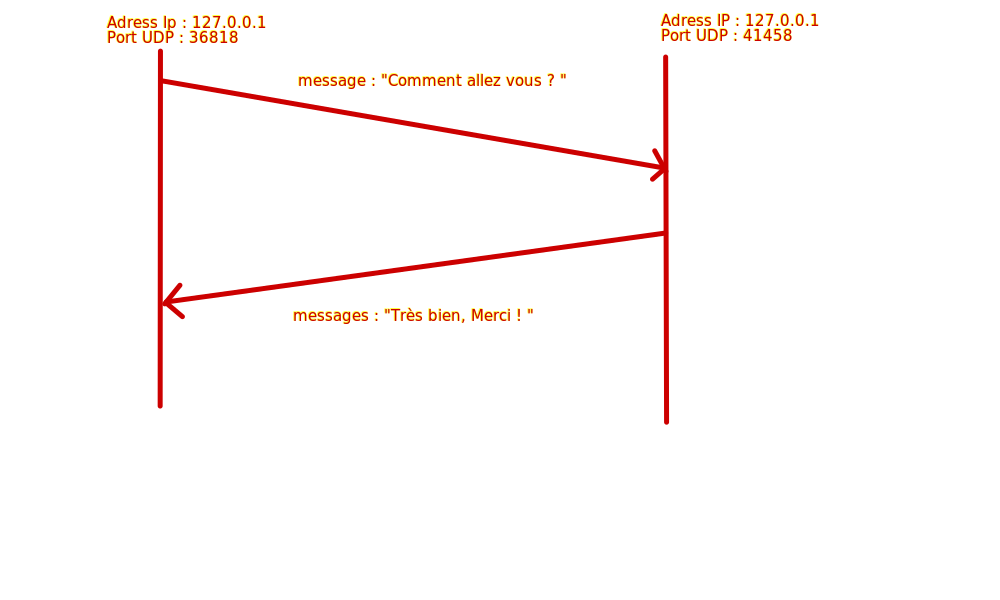 Adress Ip : 127.0.0.1
Port UDP : 36818
Adress IP : 127.0.0.1
Port UDP : 41458
message : "Comment allez vous ? "
messages : "Très bien, Merci ! "